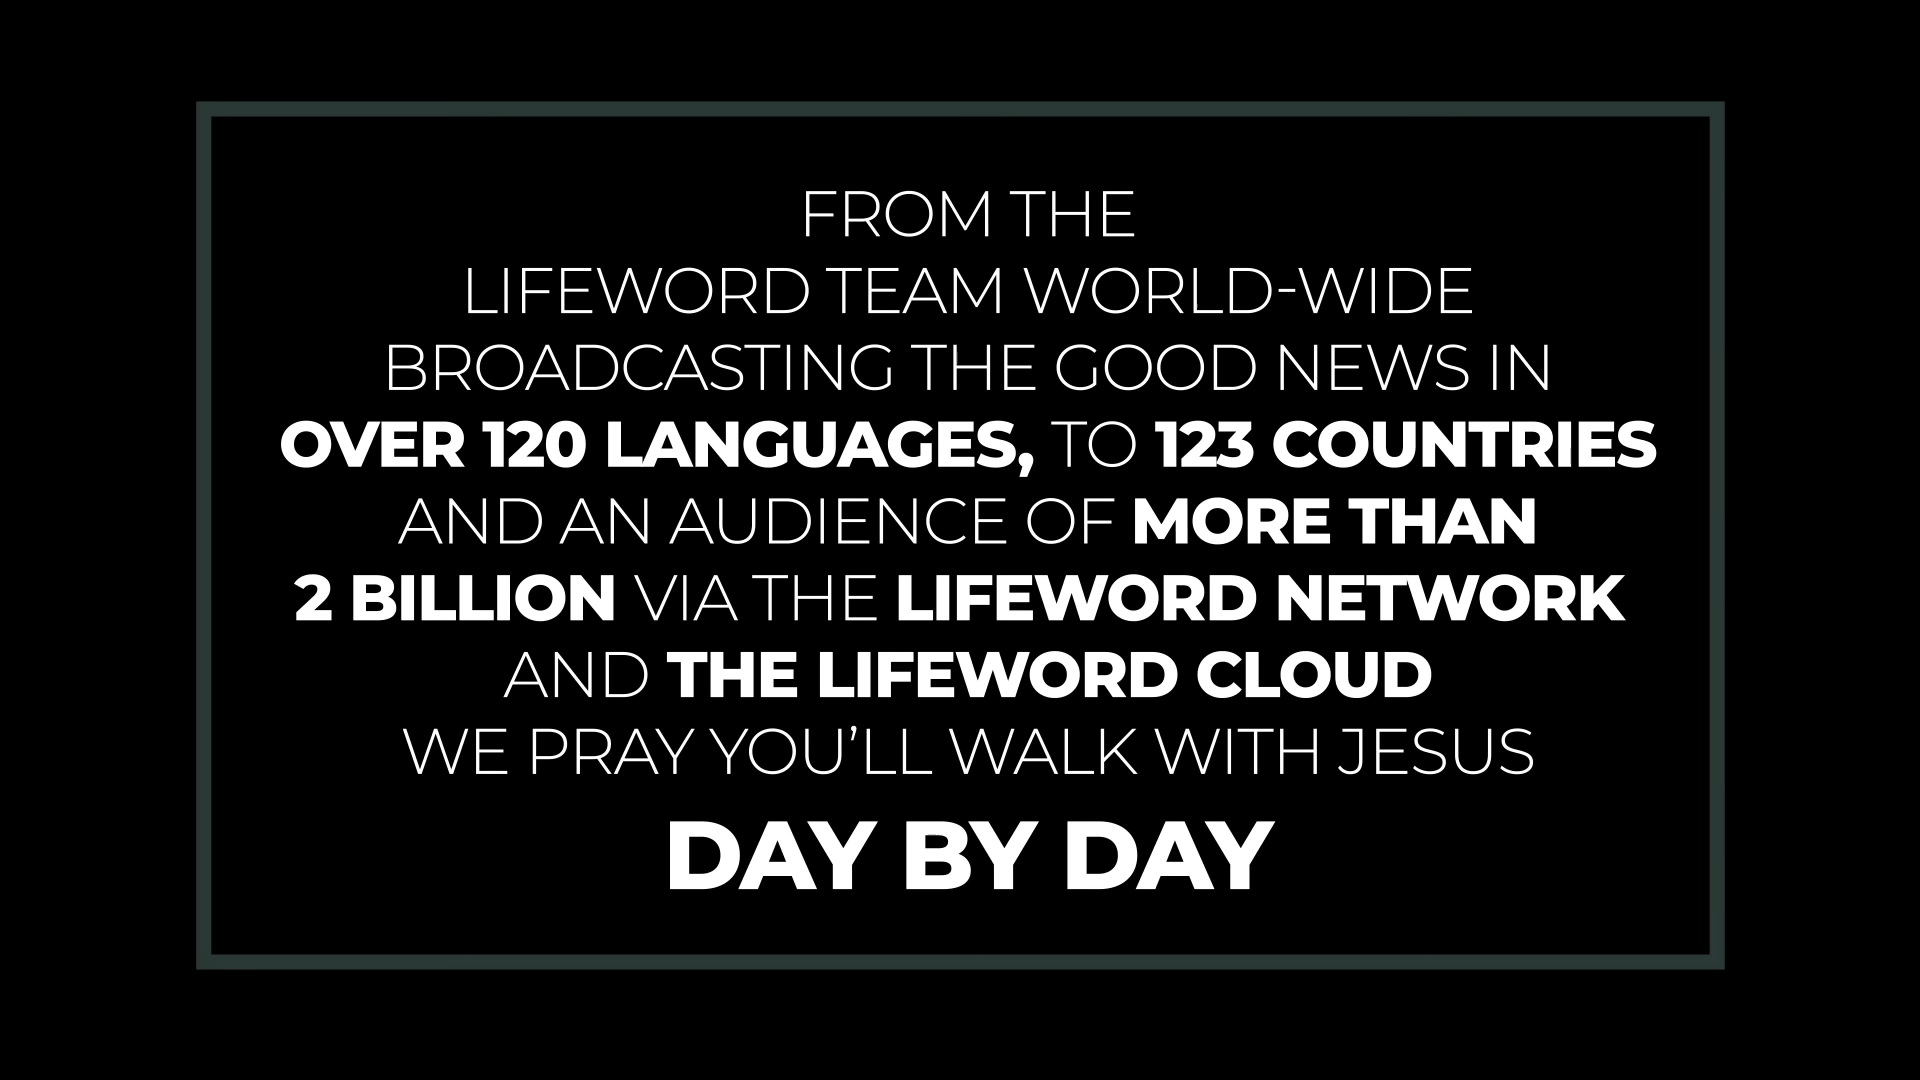 FROM THE
LIFEWORD TEAM WORLD-WIDE
BROADCASTING THE GOOD NEWS IN
OVER 120 LANGUAGES, TO 123 COUNTRIES
AND AN AUDIENCE OF MORE THAN
2 BILLION VIA THE LIFEWORD NETWORK
AND THE LIFEWORD CLOUD
WE PRAY YOU’LL WALK WITH JESUS
DAY BY DAY